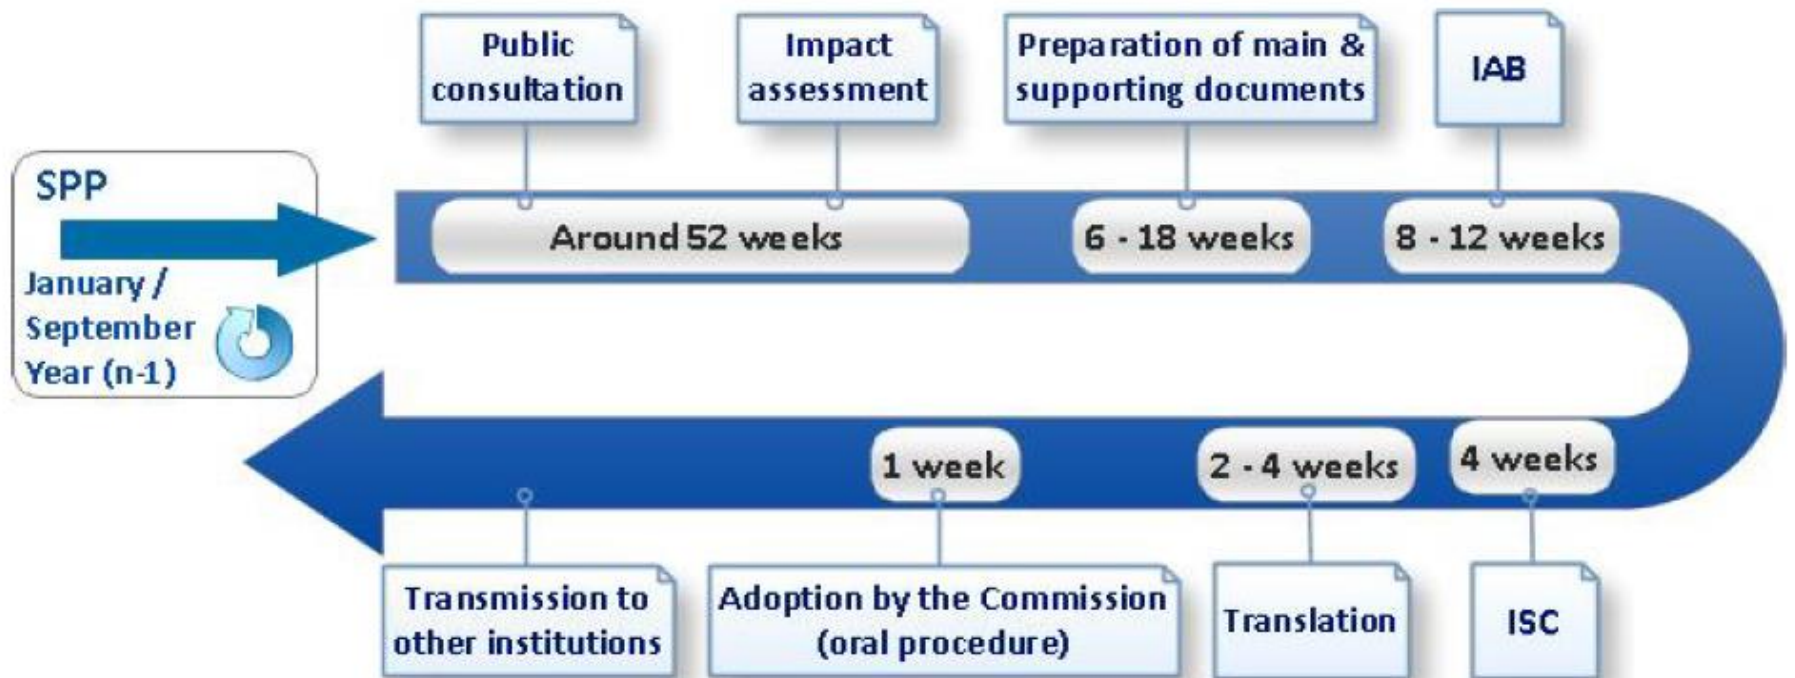 Public
consultation
Impact
assessment
Preparation of main &
supporting documents
IAB
SPP
January /
September
Year (n-1)
Around 52 weeks
6 - 18 weeks
8 - 12 weeks
1 week
2 - 4 weeks
4 weeks
Transmission to
other institutions
Adoption by the Commission
(oral procedure)
Translation
ISC